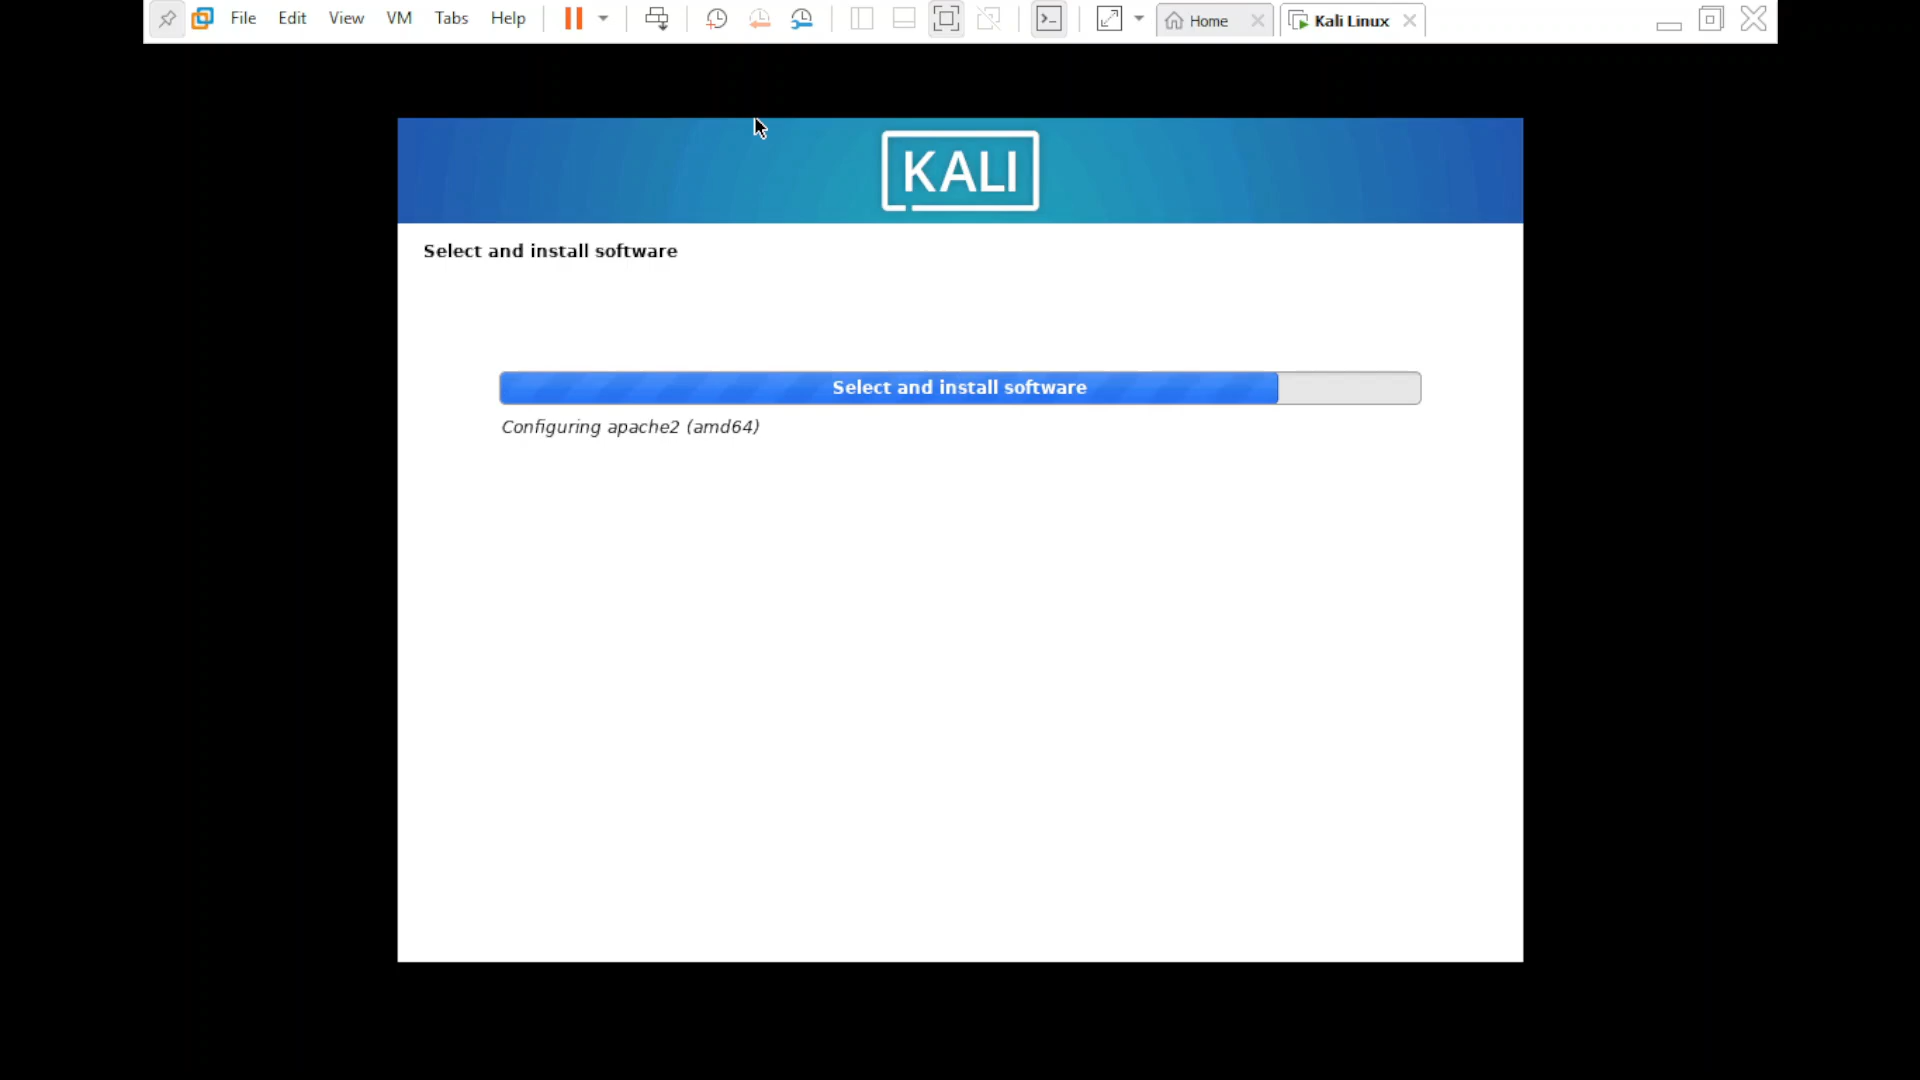 File Edit View VM Tabs Help Home Kali Linux
KALI
Select and install software
Select and install software
Configuring apache2 (amd64)